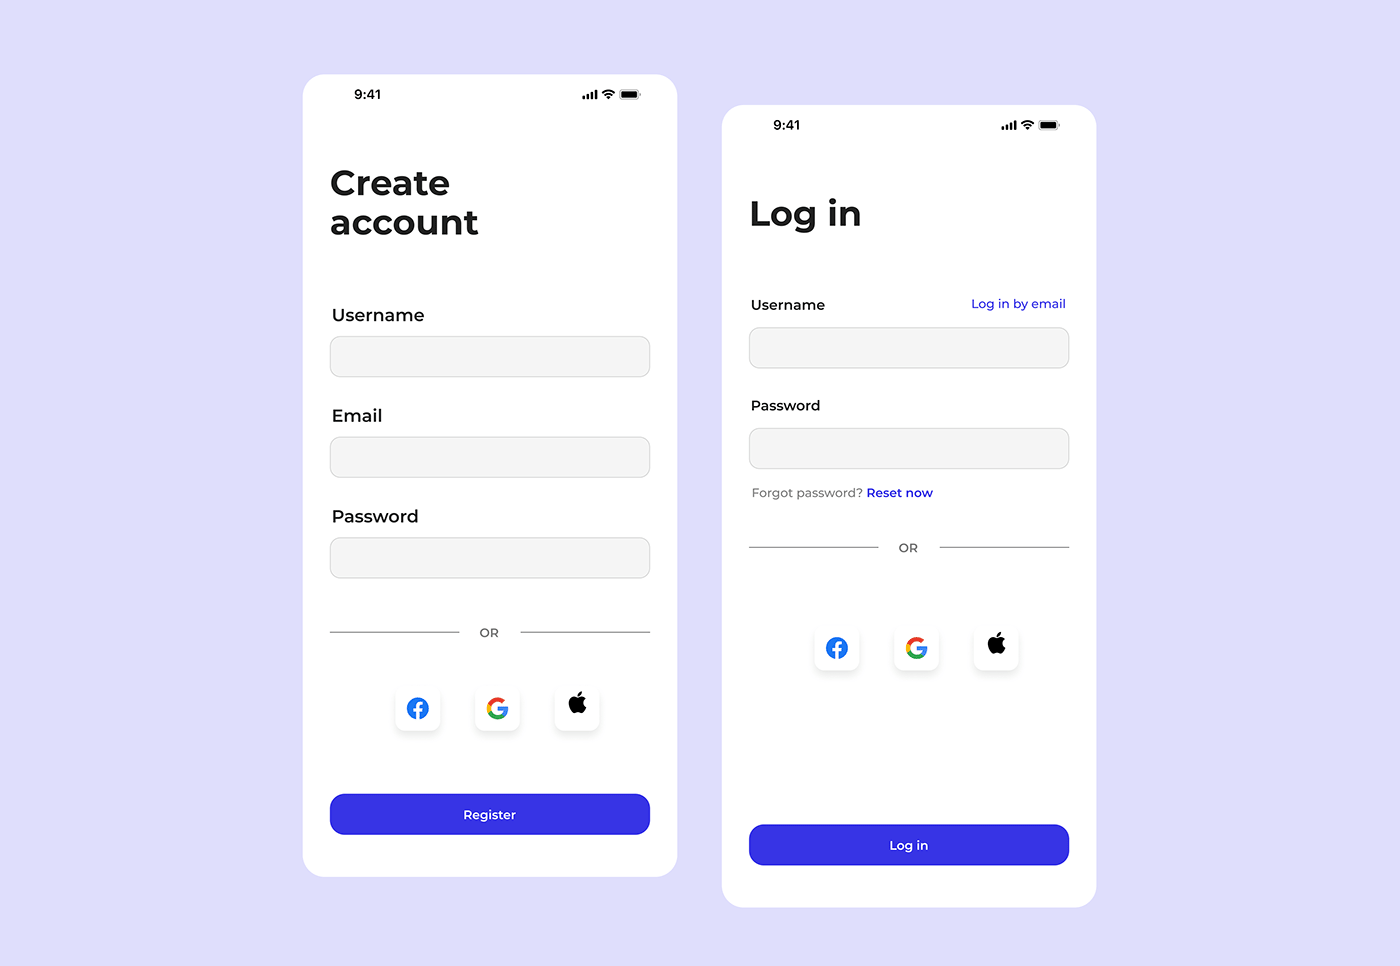 9:41
Create
account
Username
Email
Password
OR
Register
9:41
Log in
Username
Log in by email
Password
Forgot password? Reset now
OR
Log in